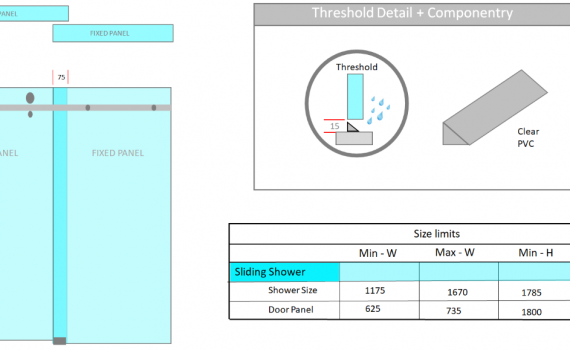 PANEL
FIXED PANEL
75
ANEL
FIXED PANEL
Threshold Detail + Componentry
Threshold
15
Clear
PVC
Size limits
Min - W Max - W Min - H
Sliding Shower
Shower Size 1175 1670 1785
Door Panel 625 735 1800